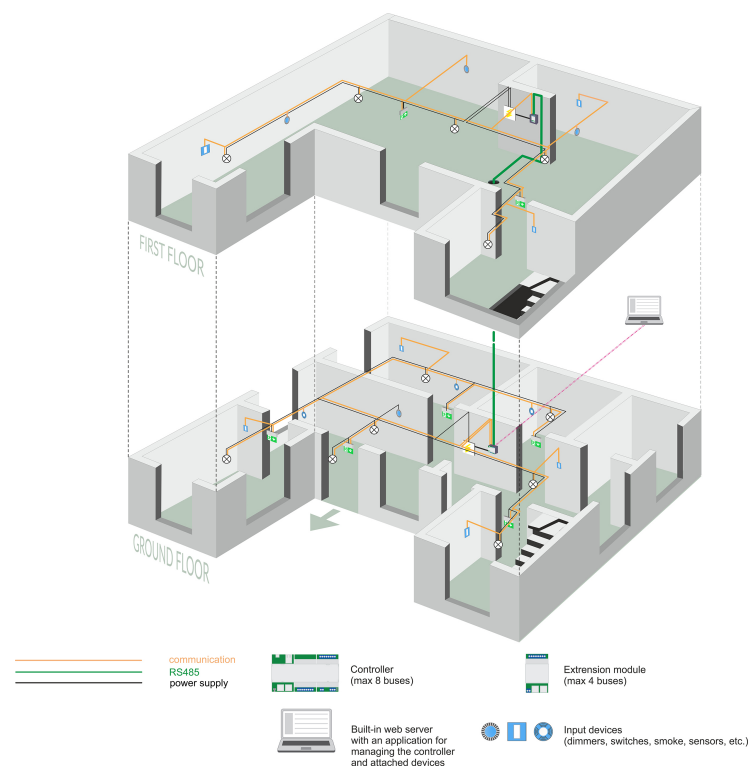 FIRST FLOOR
GROUND FLOOR
communication
RS485
power supply
Controller
(max 8 buses)
Extrension module
(max 4 buses)
Built-in web server
with an application for
managing the controller
and attached devices
Input devices
(dimmers, switches, smoke, sensors, etc.)